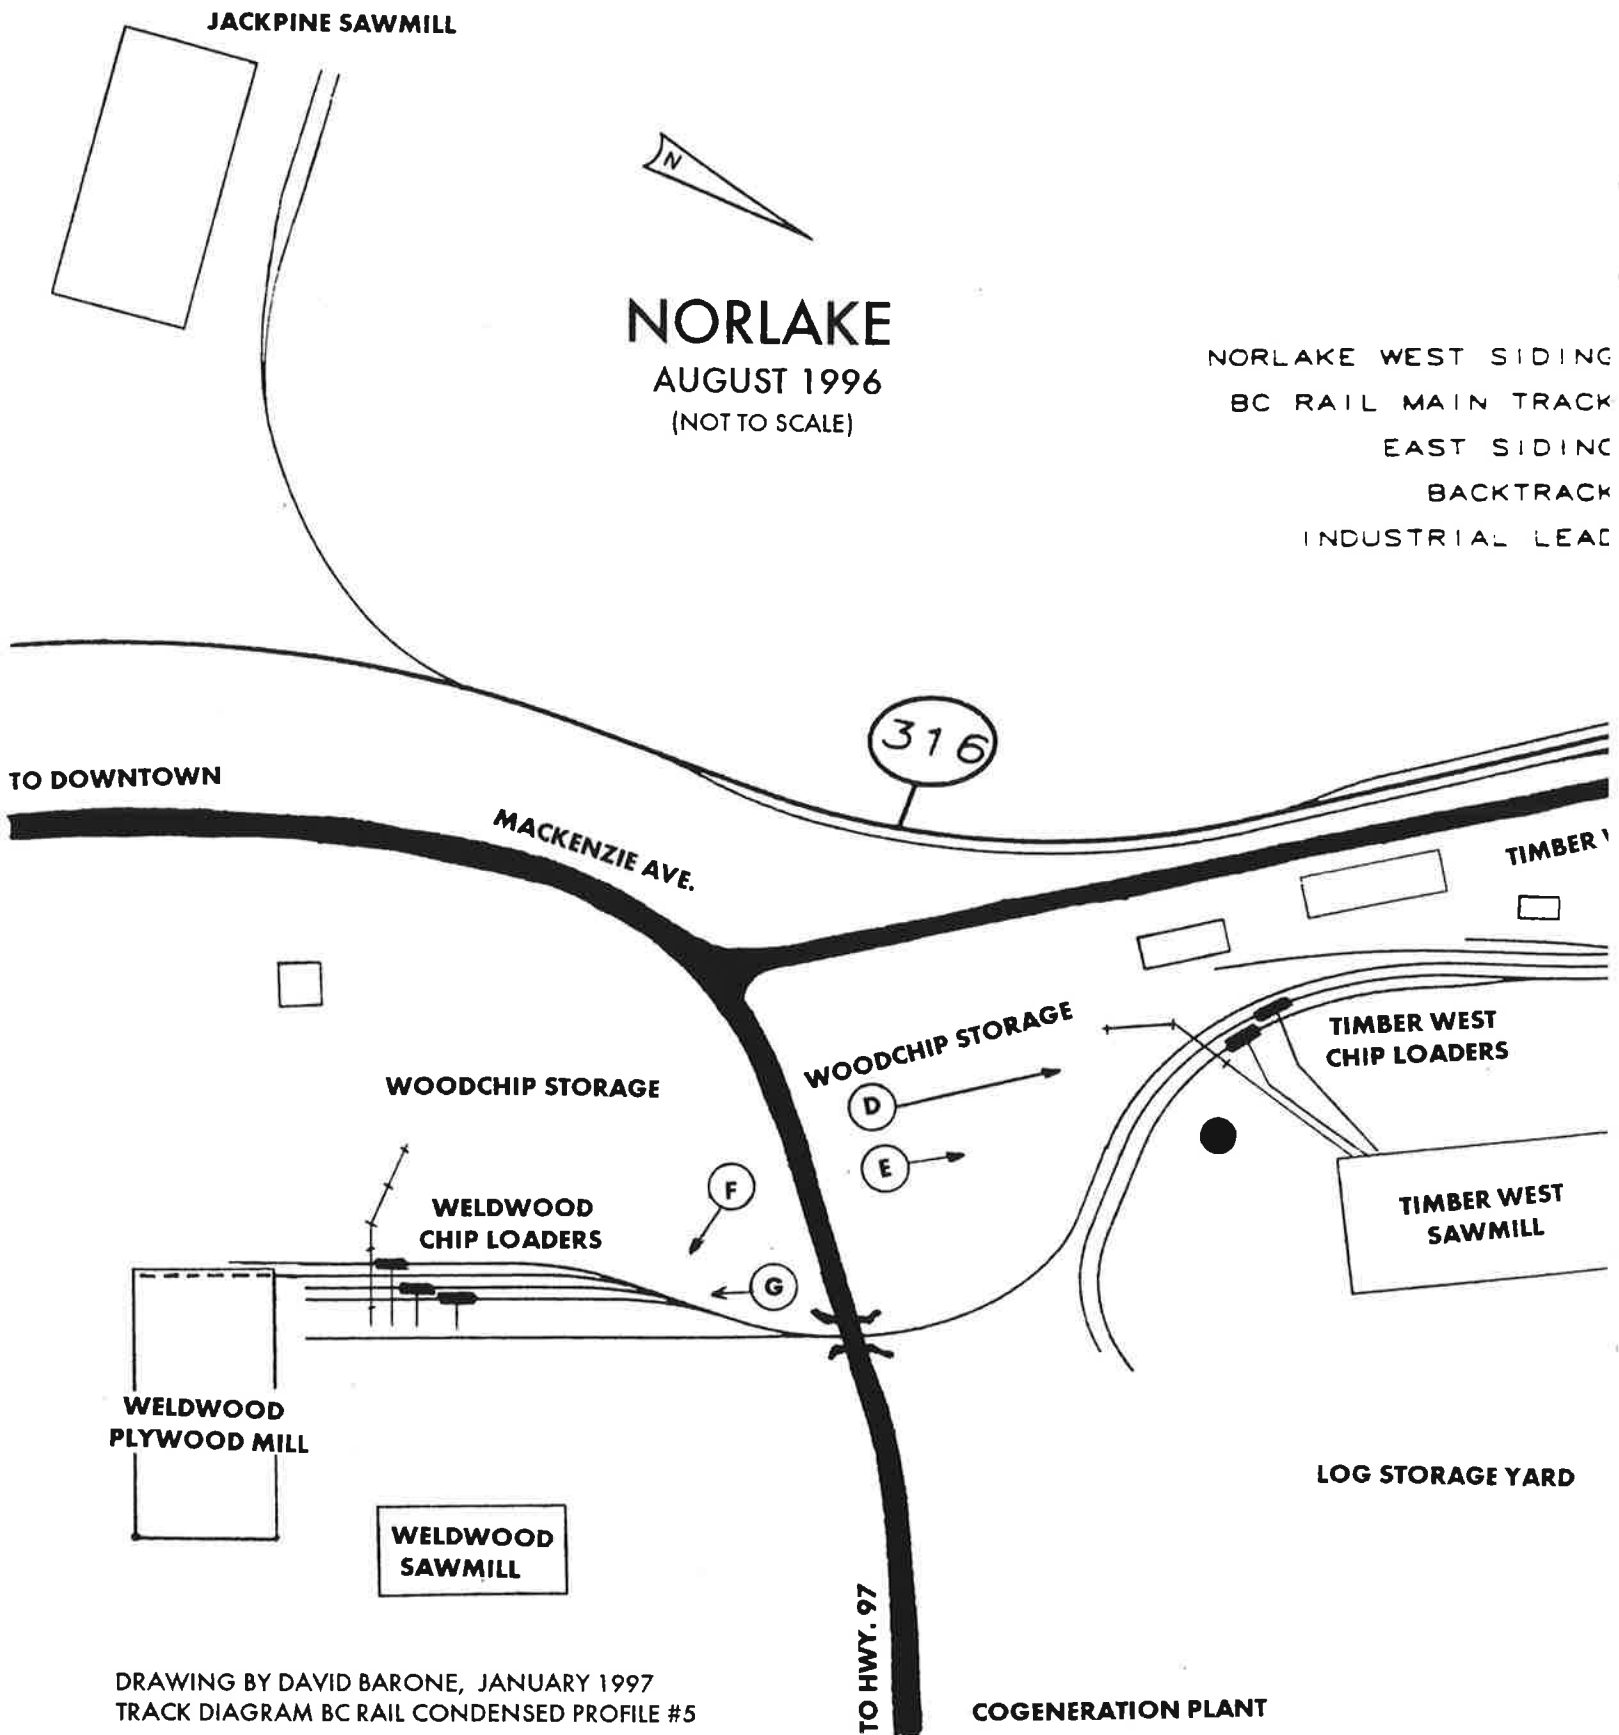 JACKPINE SAWMILL
N
NORLAKE
AUGUST 1996
(NOT TO SCALE)
NORLAKE WEST SIDING
BC RAIL MAIN TRACK
EAST SIDING
BACKTRACK
INDUSTRIAL LEAD
316
TO DOWNTOWN
MACKENZIE AVE.
TIMBER
WOODCHIP STORAGE
TIMBER WEST
CHIP LOADERS
WOODCHIP STORAGE
D
E
F
WELDWOOD
CHIP LOADERS
TIMBER WEST
SAWMILL
G
WELDWOOD
PLYWOOD MILL
LOG STORAGE YARD
WELDWOOD
SAWMILL
TO HWY. 97
DRAWING BY DAVID BARONE, JANUARY 1997
TRACK DIAGRAM BC RAIL CONDENSED PROFILE #5
COGENERATION PLANT